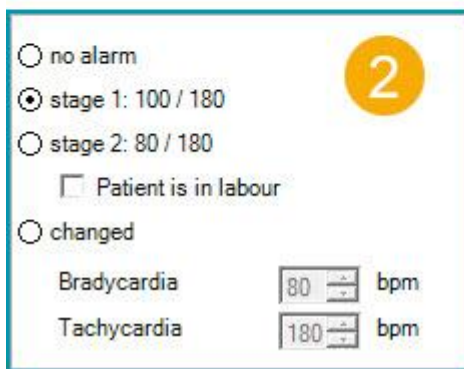 no alarm
2
stage 1: 100 / 180
stage 2: 80 / 180
Patient is in labour
changed
Bradycardia 80 bpm
Tachycardia 180 bpm